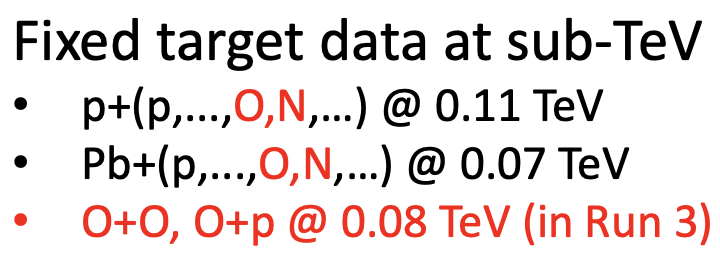 Fixed target data at sub-TeV
• p+(p,...,O,N,...) @ 0.11 TeV
• Pb+(p,...,O,N,...) @ 0.07 TeV
• O+O, O+p @ 0.08 TeV (in Run 3)